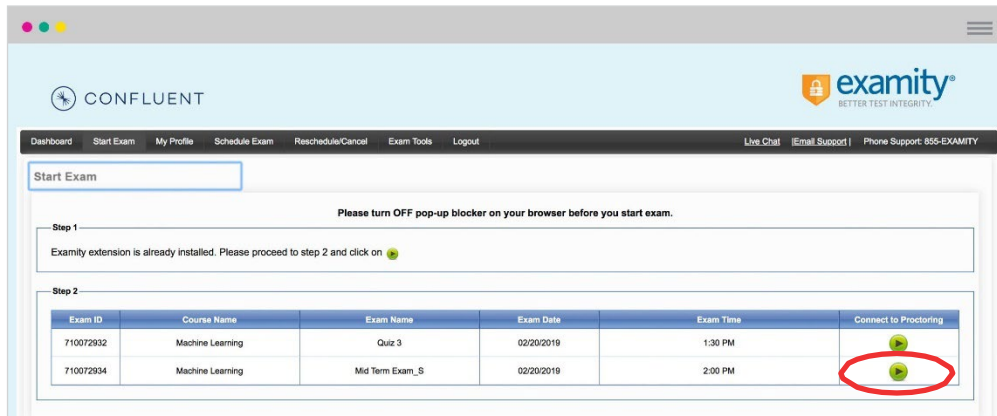 CONFLUENT
examity®
BETTER TEST INTEGRITY.
Dashboard Start Exam My Profile Schedule Exam Reschedule/Cancel Exam Tools Logout Live Chat |Email Support| Phone Support: 855-EXAMITY
Start Exam
Please turn OFF pop-up blocker on your browser before you start exam.
Step 1
Examity extension is already installed. Please proceed to step 2 and click on
Step 2
Exam ID Course Name Exam Name Exam Date Exam Time Connect to Proctoring
710072932 Machine Learning Quiz 3 02/20/2019 1:30 PM
710072934 Machine Learning Mid Term Exam_S 02/20/2019 2:00 PM